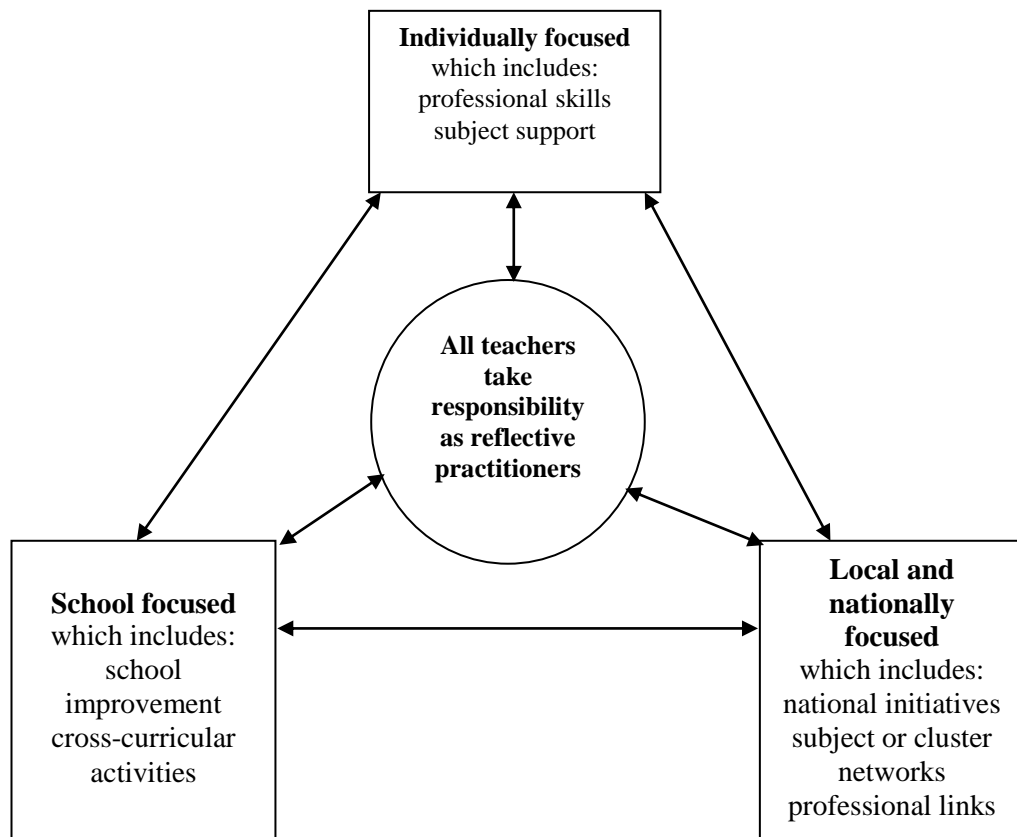 Individually focused
which includes:
professional skills
subject support
All teachers
take
responsibility
as reflective
practitioners
School focused
which includes:
school
improvement
cross-curricular
activities
Local and
nationally
focused
which includes:
national initiatives
subject or cluster
networks
professional links